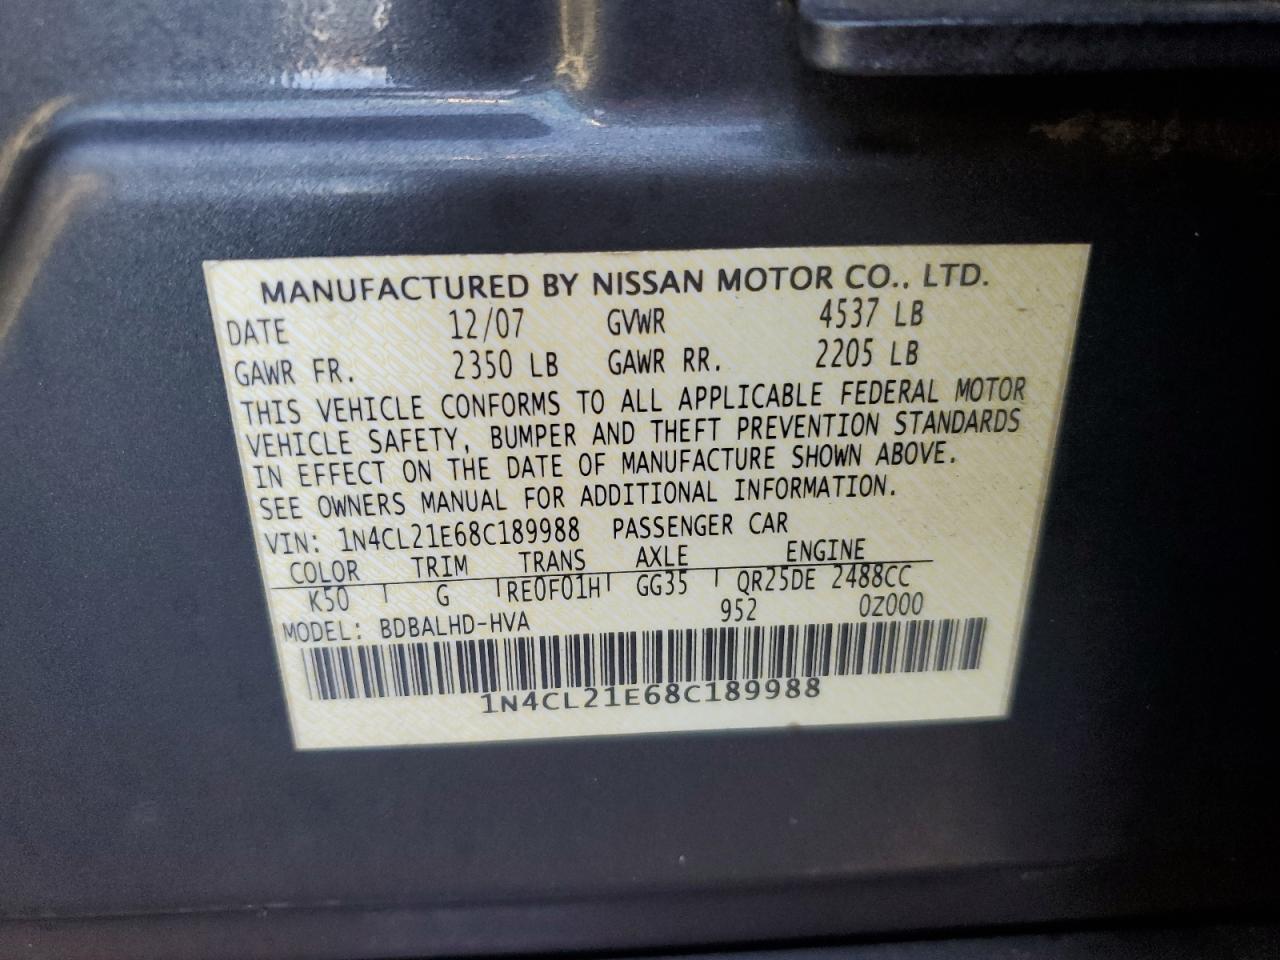 MANUFACTURED BY NISSAN MOTOR CO., LTD.
DATE 12/07 GVWR 4537 LB
GAWR FR. 2350 LB GAWR RR. 2205 LB
THIS VEHICLE CONFORMS TO ALL APPLICABLE FEDERAL MOTOR
VEHICLE SAFETY, BUMPER AND THEFT PREVENTION STANDARDS
IN EFFECT ON THE DATE OF MANUFACTURE SHOWN ABOVE.
SEE OWNERS MANUAL FOR ADDITIONAL INFORMATION.
VIN: 1N4CL21E68C189988 PASSENGER CAR
COLOR TRIM TRANS AXLE ENGINE
K50 G RE0F01H GG35 QR25DE 2488CC
MODEL: BDBALHD-HVA 952 0Z000
1N4CL21E68C189988